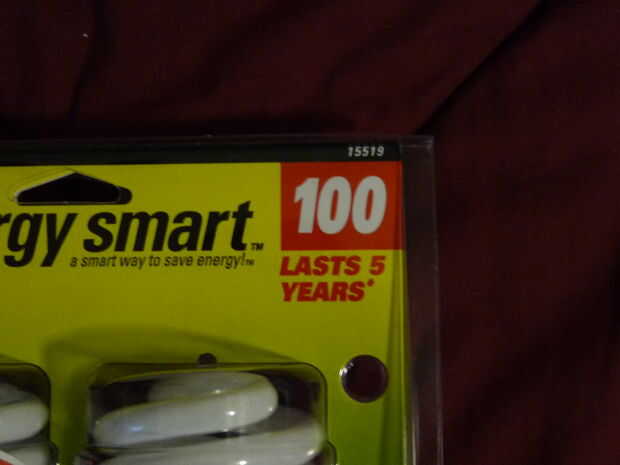 15519
rgy smart™
a smart way to save energy!™
100
LASTS 5
YEARS*